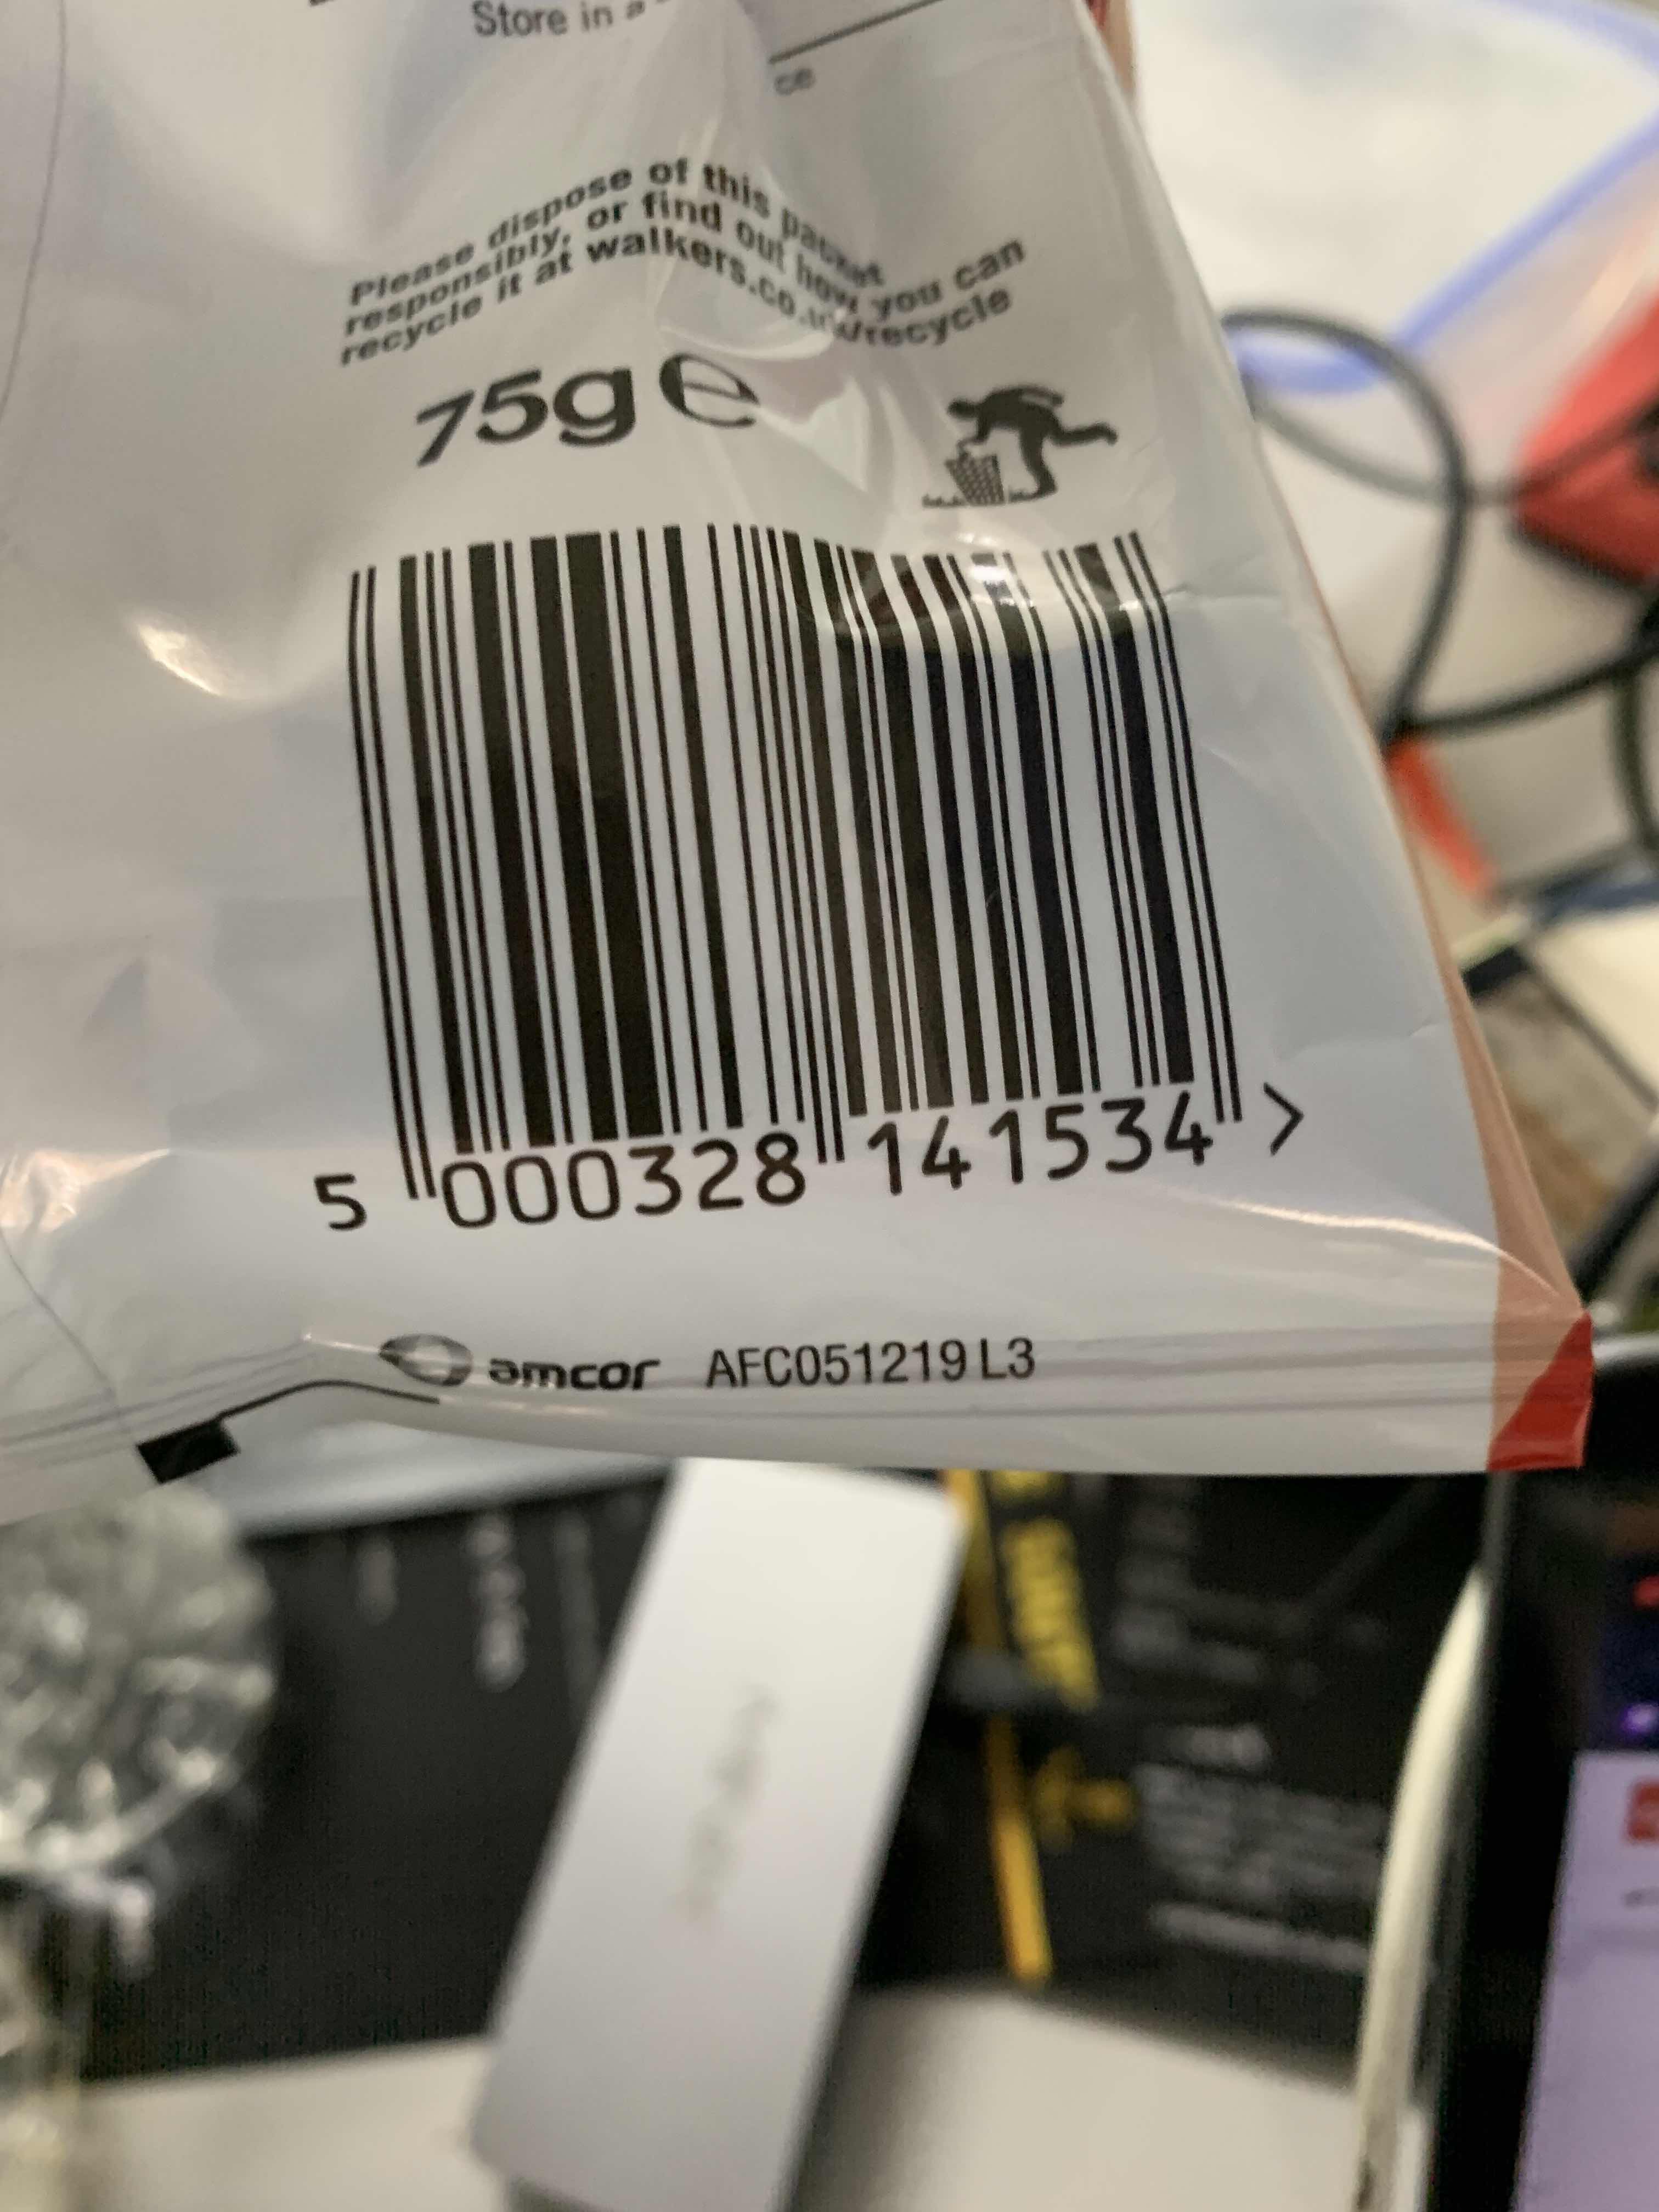 Store in a
ce
Please dispose of this packet
responsibly, or find out how you can
recycle it at walkers.co.uk/recycle
75g e
5 000328 141534 >
amcor AFC051219 L3